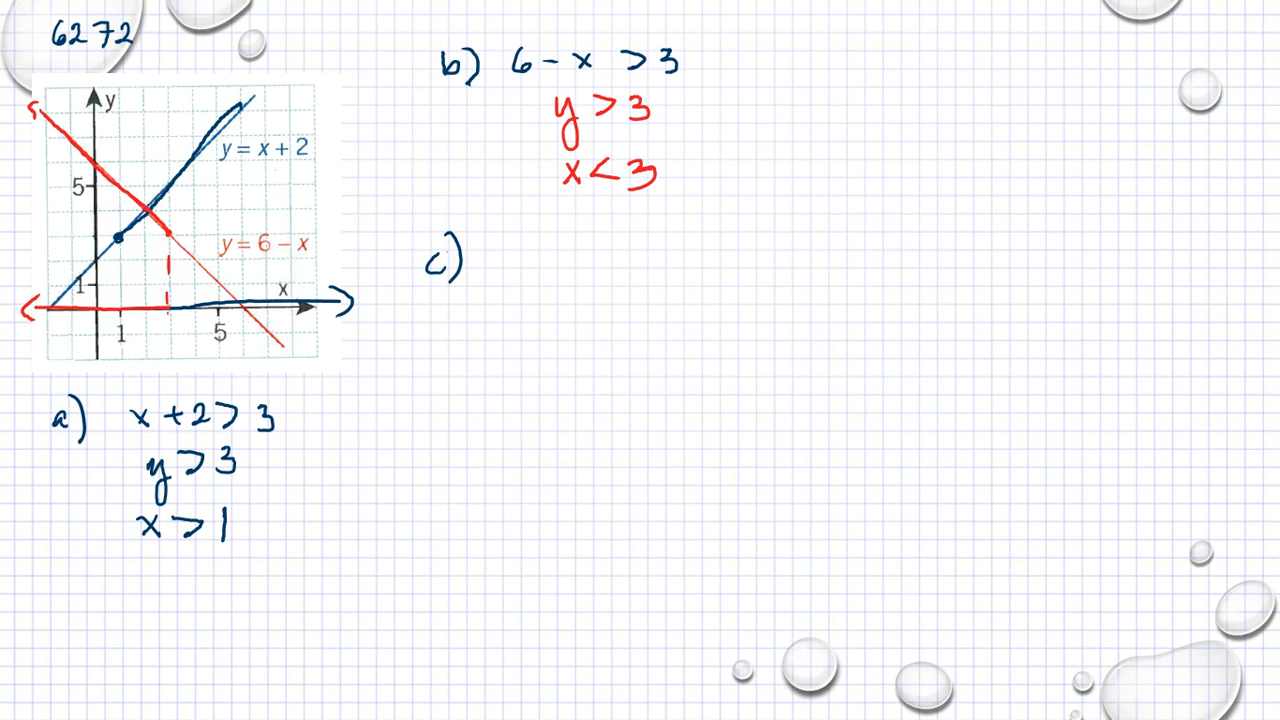 6272
y
y = x + 2
5
y = 6 − x
1
x
1
5
a) x + 2 > 3
y > 3
x > 1
b) 6 - x > 3
y > 3
x < 3
c)